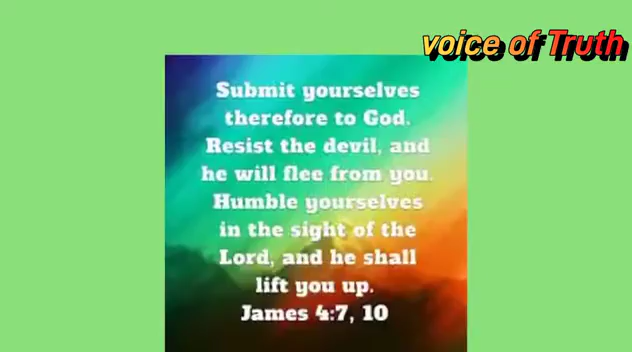 voice of Truth
Submit yourselves
therefore to God.
Resist the devil, and
he will flee from you.
Humble yourselves
in the sight of the
Lord, and he shall
lift you up.
James 4:7, 10